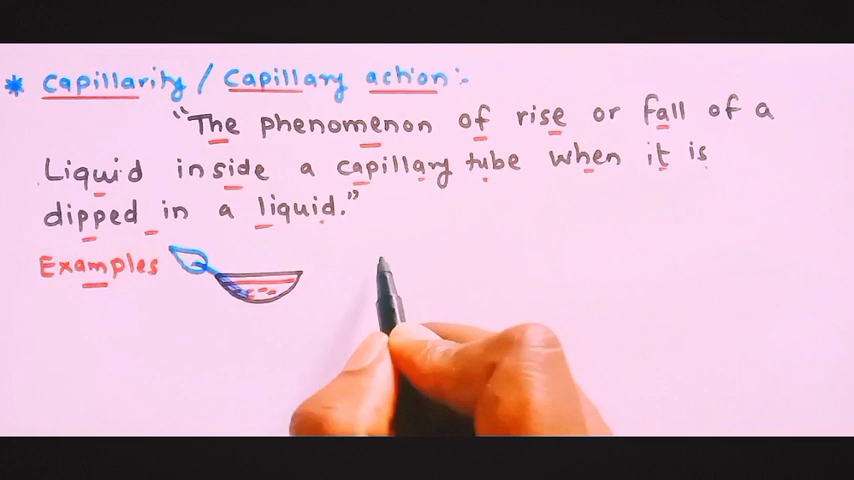 * Capillarity / Capillary action:-
"The phenomenon of rise or fall of a
Liquid inside a capillary tube when it is
dipped in a liquid."
Examples